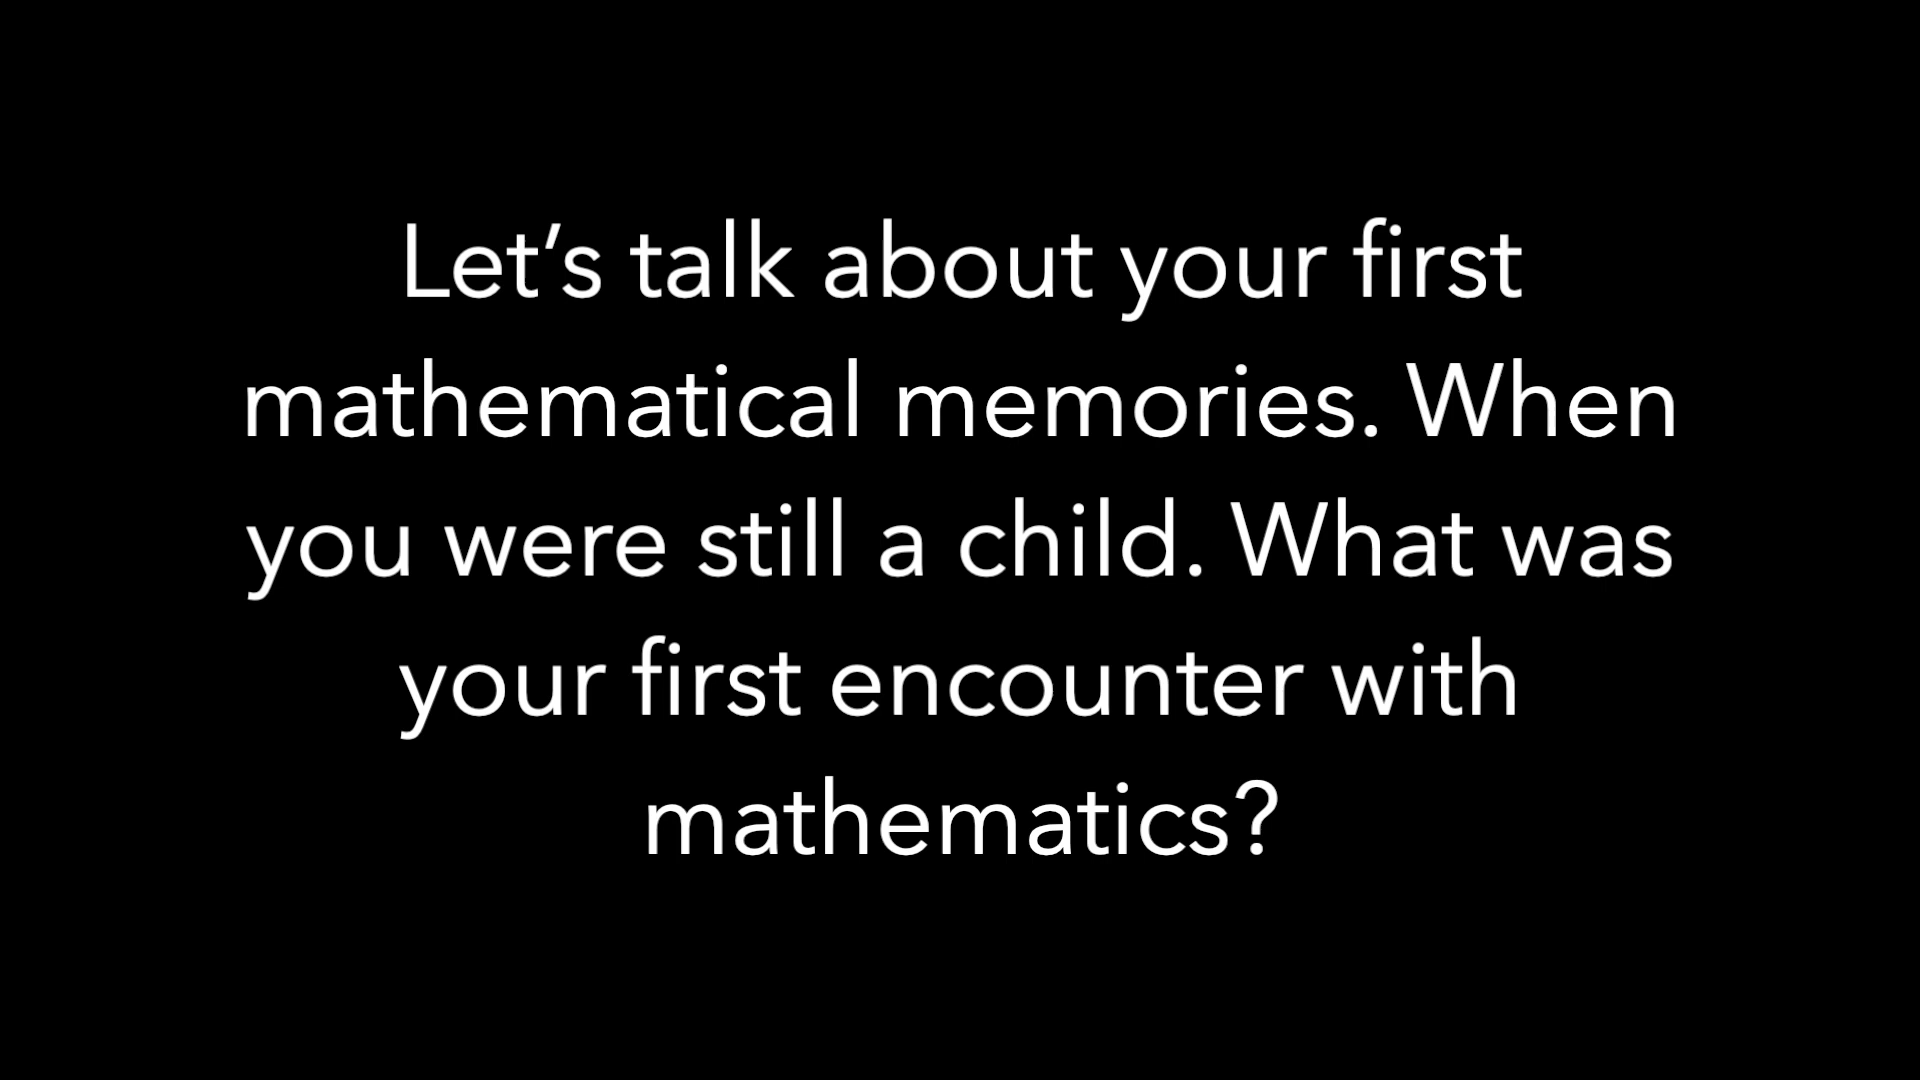 Let’s talk about your first
mathematical memories. When
you were still a child. What was
your first encounter with
mathematics?